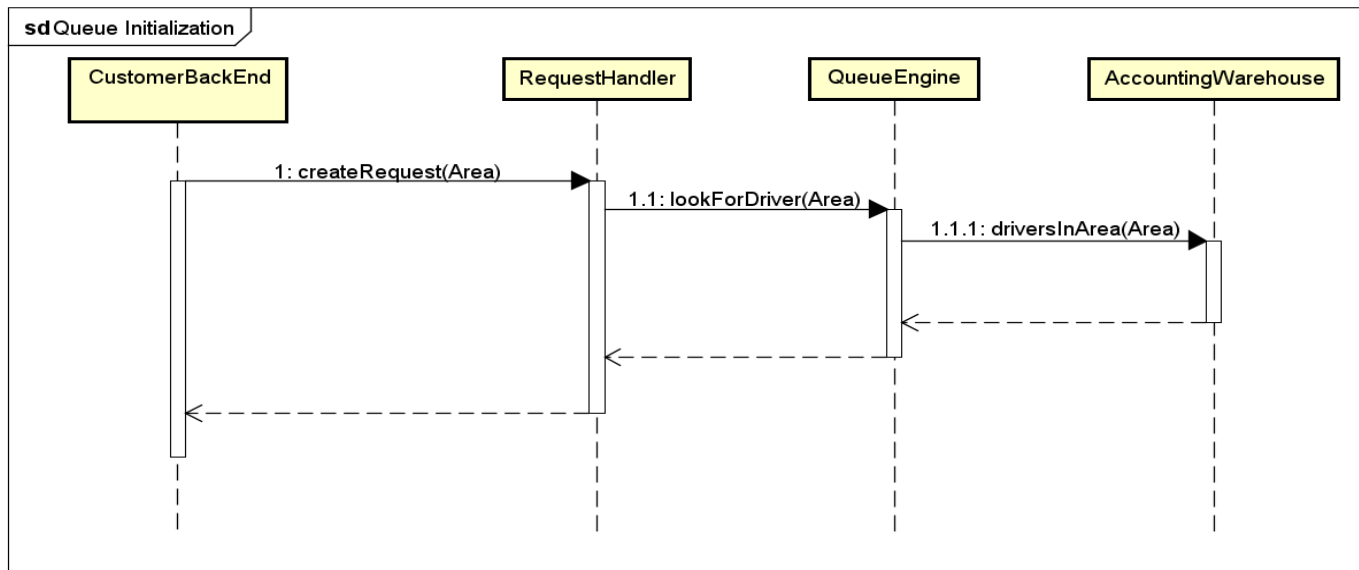 sd Queue Initialization
CustomerBackEnd
RequestHandler
QueueEngine
AccountingWarehouse
1: createRequest(Area)
1.1: lookForDriver(Area)
1.1.1: driversInArea(Area)